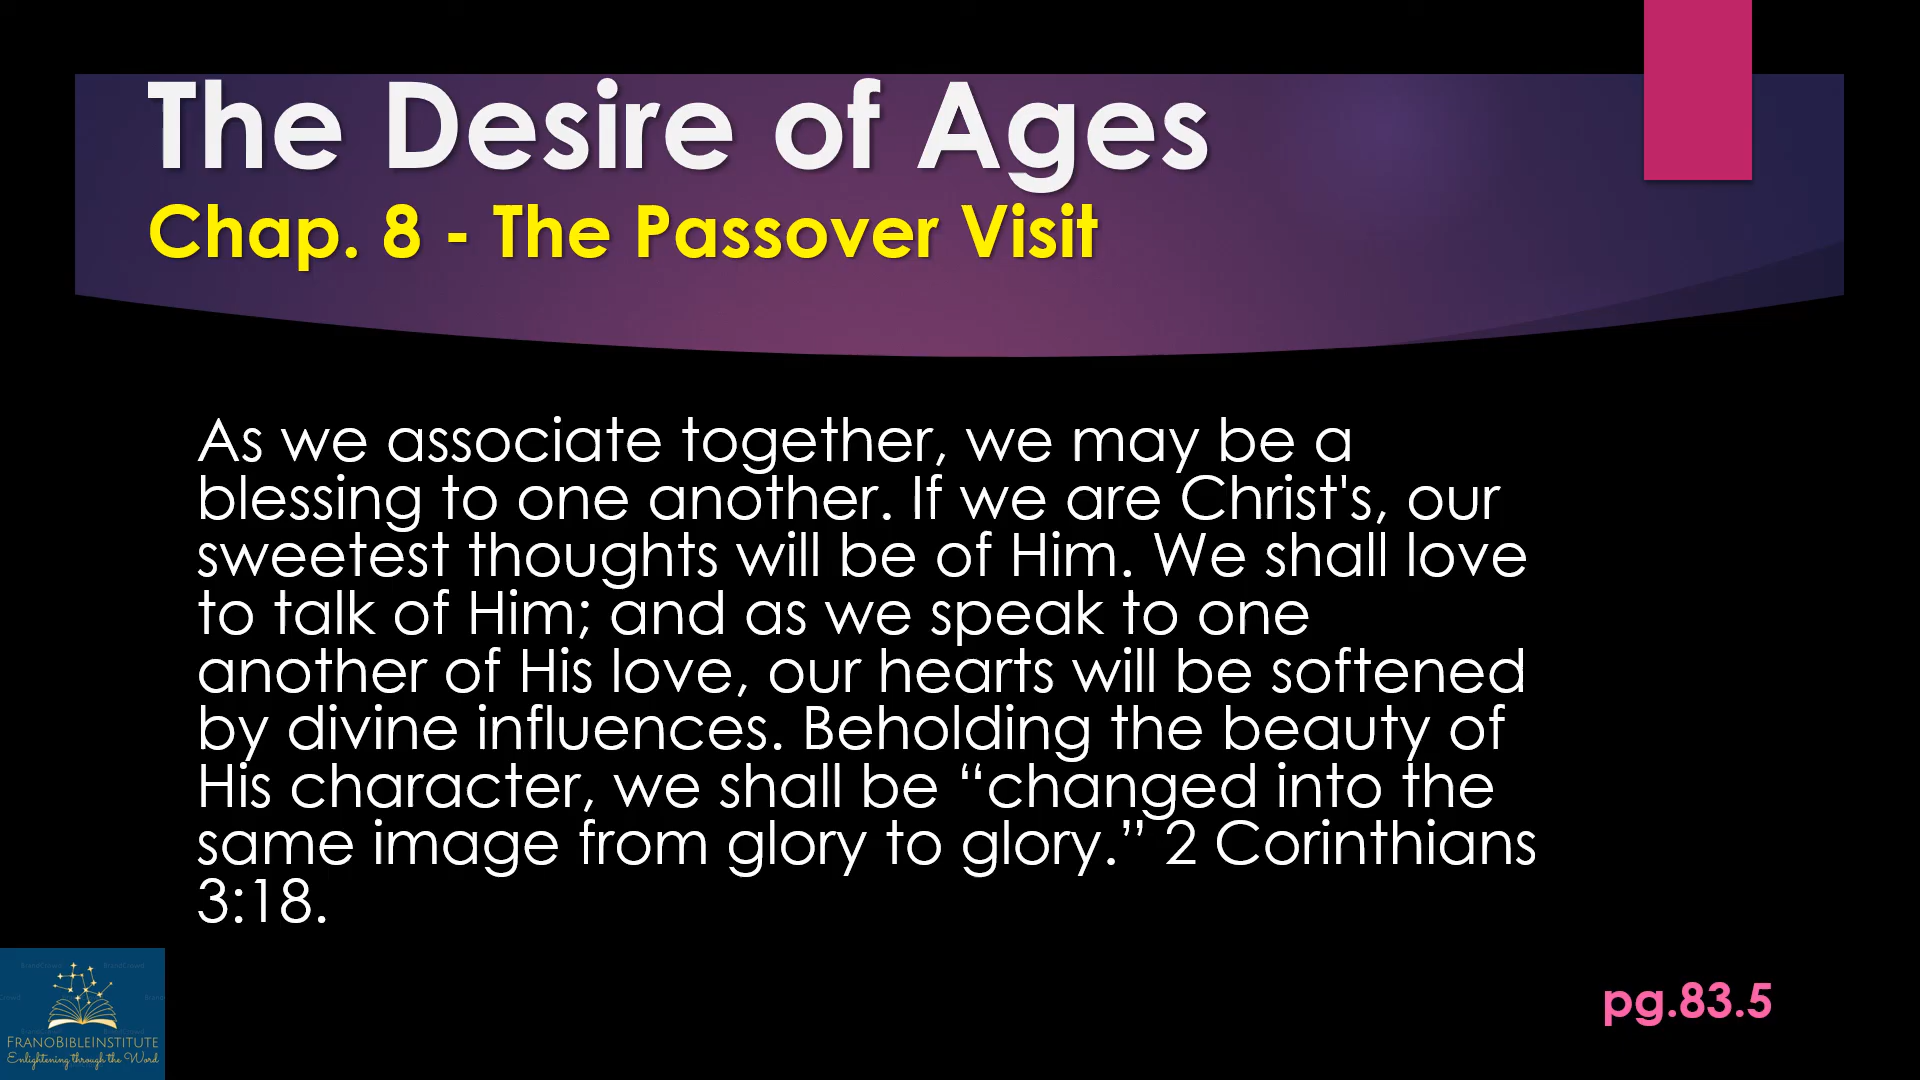 The Desire of Ages
Chap. 8 - The Passover Visit
As we associate together, we may be a
blessing to one another. If we are Christ's, our
sweetest thoughts will be of Him. We shall love
to talk of Him; and as we speak to one
another of His love, our hearts will be softened
by divine influences. Beholding the beauty of
His character, we shall be “changed into the
same image from glory to glory.” 2 Corinthians
3:18.
FranoBibleInstitute
Enlightening through the Word
pg.83.5